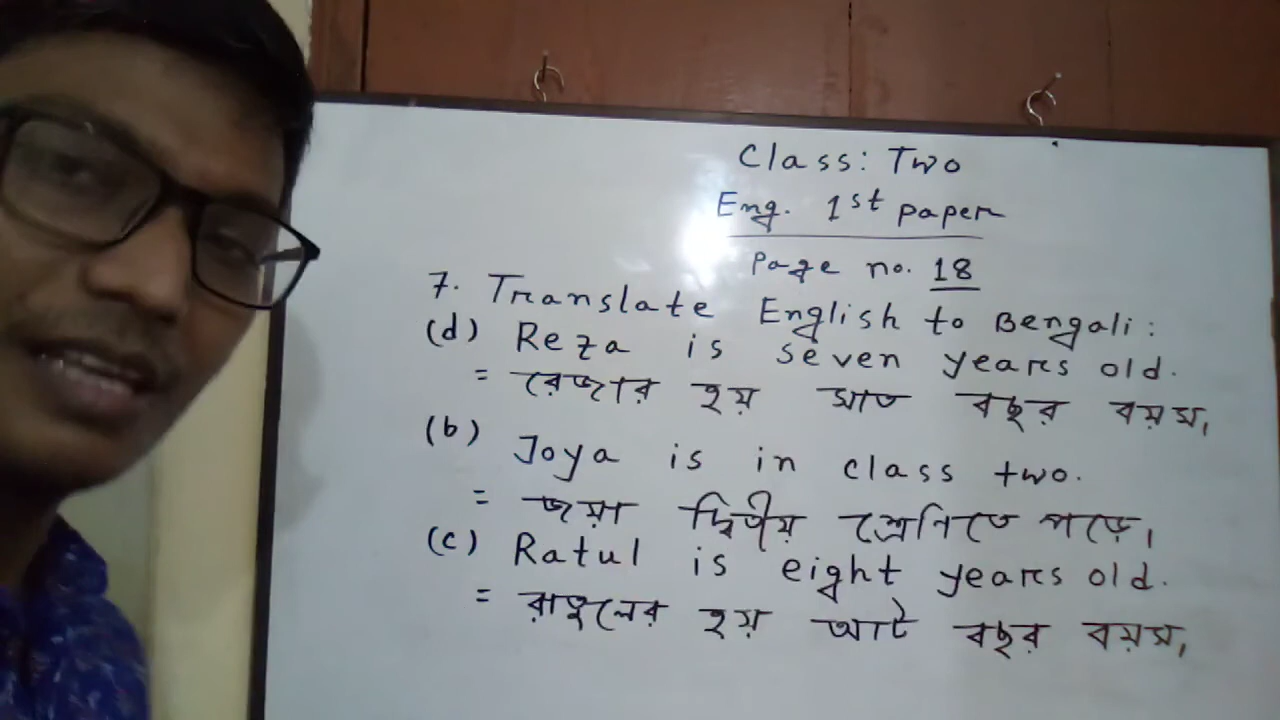 Class: Two
Eng. 1st paper
Page no. 18
7. Translate English to Bengali:
(d) Reza is seven years old.
= রেজার হয় সাত বছর বয়স।
(b) Joya is in class two.
= জয়া দ্বিতীয় শ্রেনিতে পড়ে।
(c) Ratul is eight years old.
= রাতুলের হয় আট বছর বয়স।